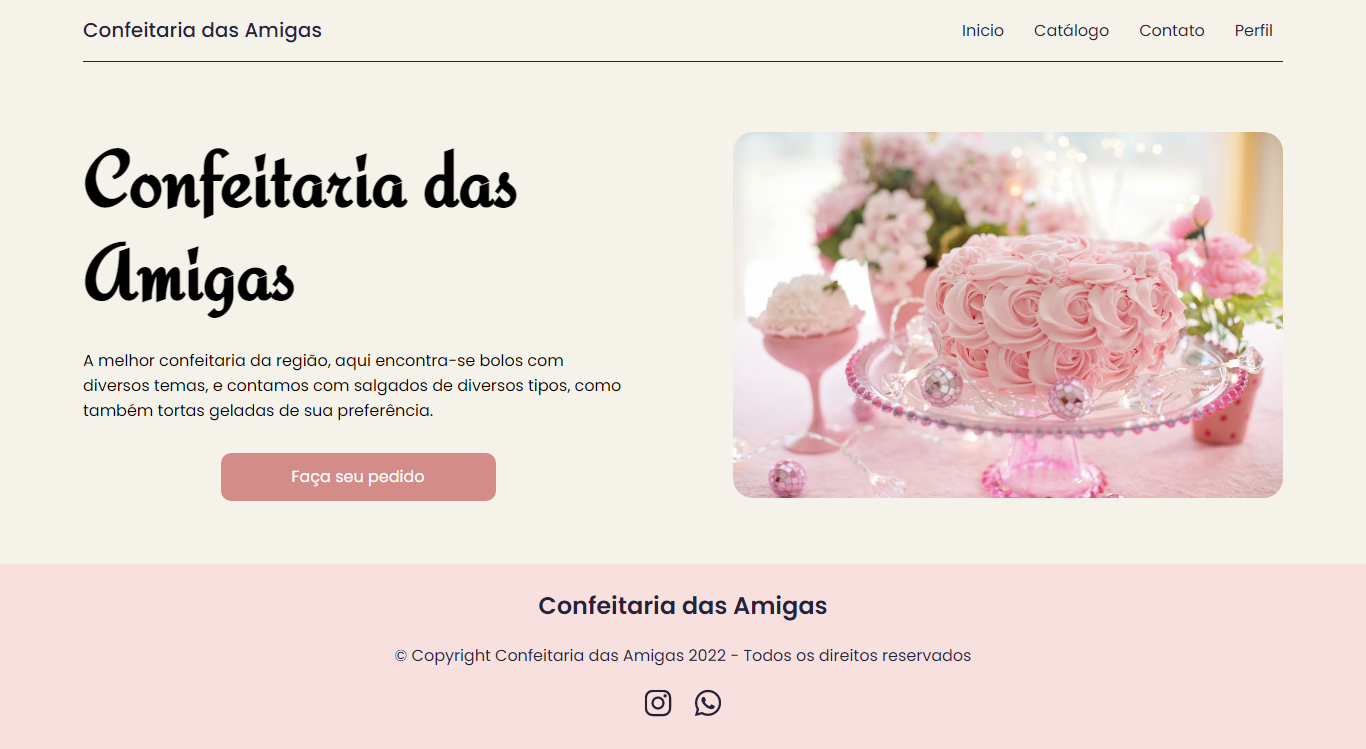 Confeitaria das Amigas
Inicio Catálogo Contato Perfil
Confeitaria das
Amigas
A melhor confeitaria da região, aqui encontra-se bolos com
diversos temas, e contamos com salgados de diversos tipos, como
também tortas geladas de sua preferência.
Faça seu pedido
Confeitaria das Amigas
© Copyright Confeitaria das Amigas 2022 - Todos os direitos reservados